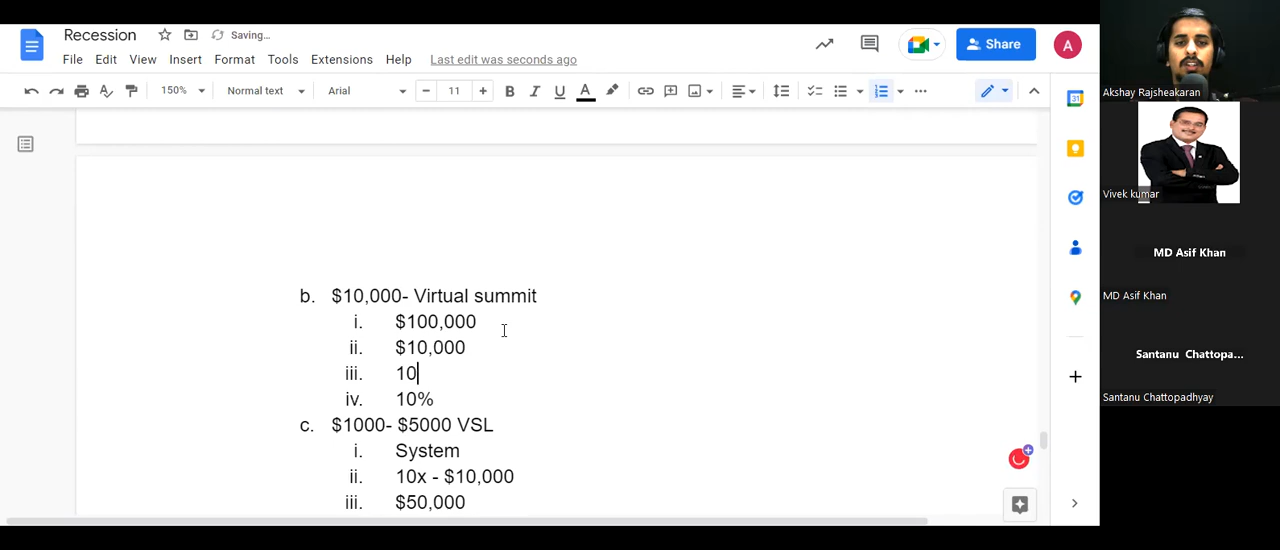 Recession
Saving...
File Edit View Insert Format Tools Extensions Help Last edit was seconds ago
Share
A
150% Normal text Arial 11
b. $10,000- Virtual summit
i. $100,000
ii. $10,000
iii. 10
iv. 10%
c. $1000- $5000 VSL
i. System
ii. 10x - $10,000
iii. $50,000
Akshay Rajsheakaran
Vivek kumar
MD Asif Khan
MD Asif Khan
Santanu Chattopa...
Santanu Chattopadhyay